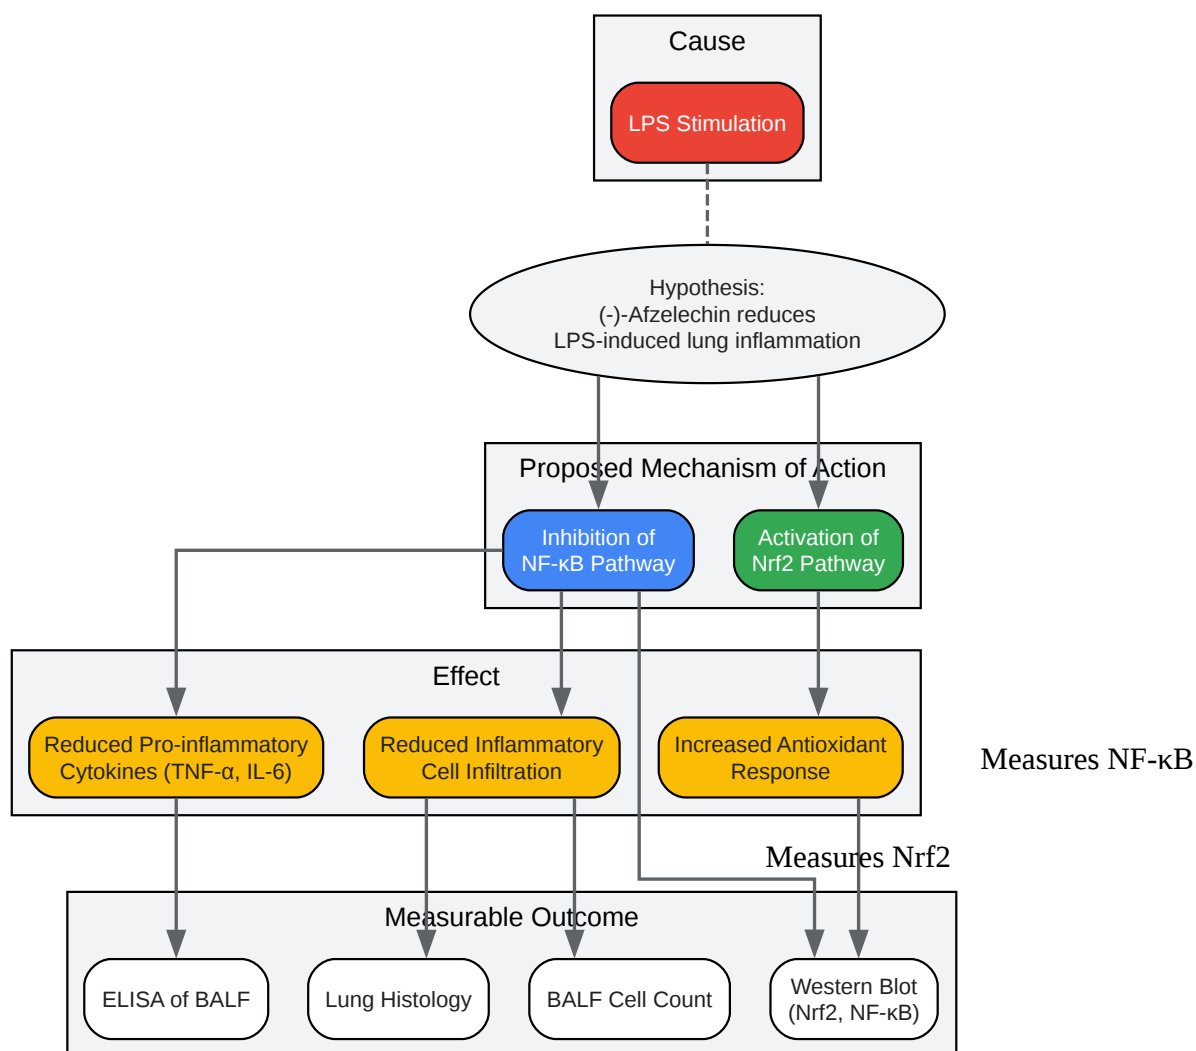 Cause
LPS Stimulation
Hypothesis:
(-)-Afzelechin reduces
LPS-induced lung inflammation
Proposed Mechanism of Action
Inhibition of
NF-κB Pathway
Activation of
Nrf2 Pathway
Effect
Reduced Pro-inflammatory
Cytokines (TNF-α, IL-6)
Reduced Inflammatory
Cell Infiltration
Increased Antioxidant
Response
Measures NF-κB
Measures Nrf2
Measurable Outcome
ELISA of BALF
Lung Histology
BALF Cell Count
Western Blot
(Nrf2, NF-κB)